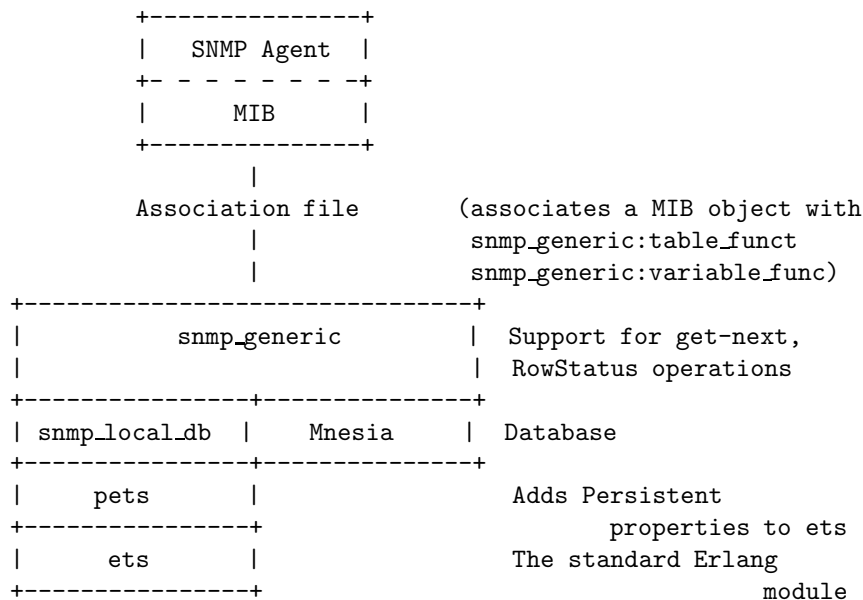 SNMP Agent
MIB
Association file (associates a MIB object with
snmp_generic:table_funct
snmp_generic:variable_func)
snmp_generic Support for get-next,
RowStatus operations
snmp_local_db Mnesia Database
pets Adds Persistent
properties to ets
ets The standard Erlang
module